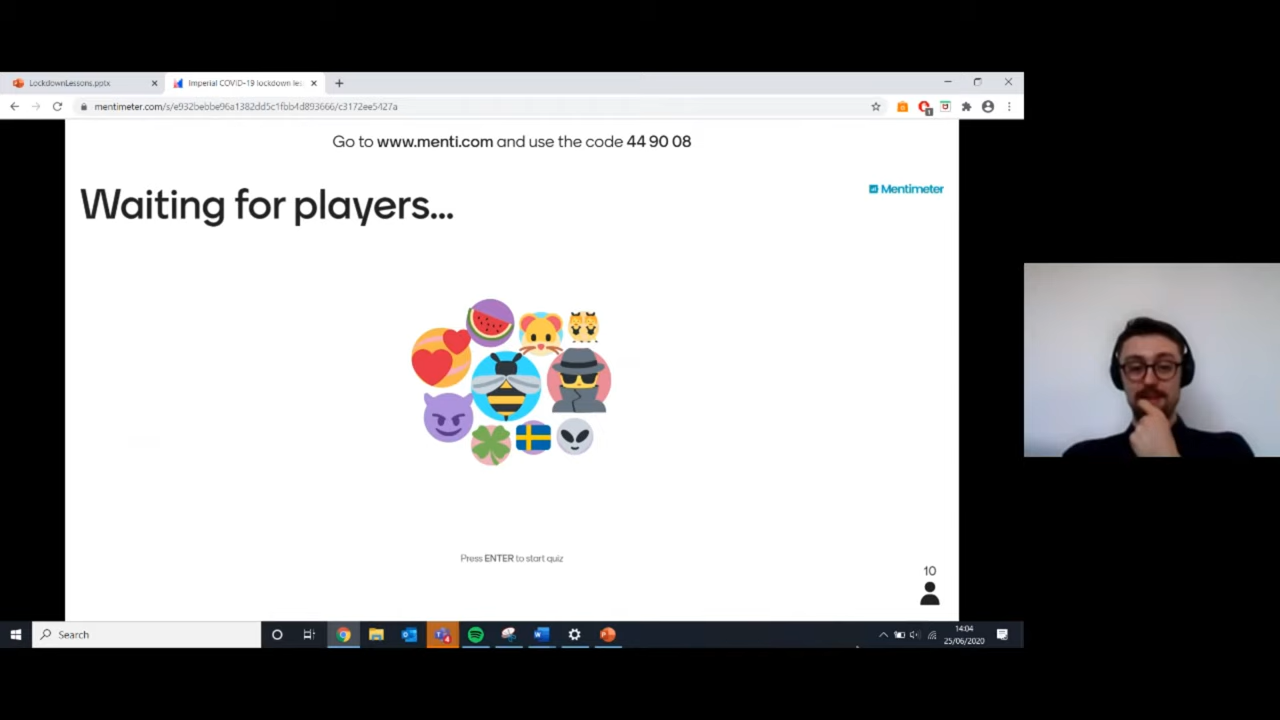 LockdownLessons.pptx
Imperial COVID-19 lockdown les
mentimeter.com/s/e932bebbe96a1382dd5c1fbb4d893666/c3172ee5427a
1
Go to www.menti.com and use the code 44 90 08
Mentimeter
Waiting for players...
Press ENTER to start quiz
10
Search
14:04
25/06/2020